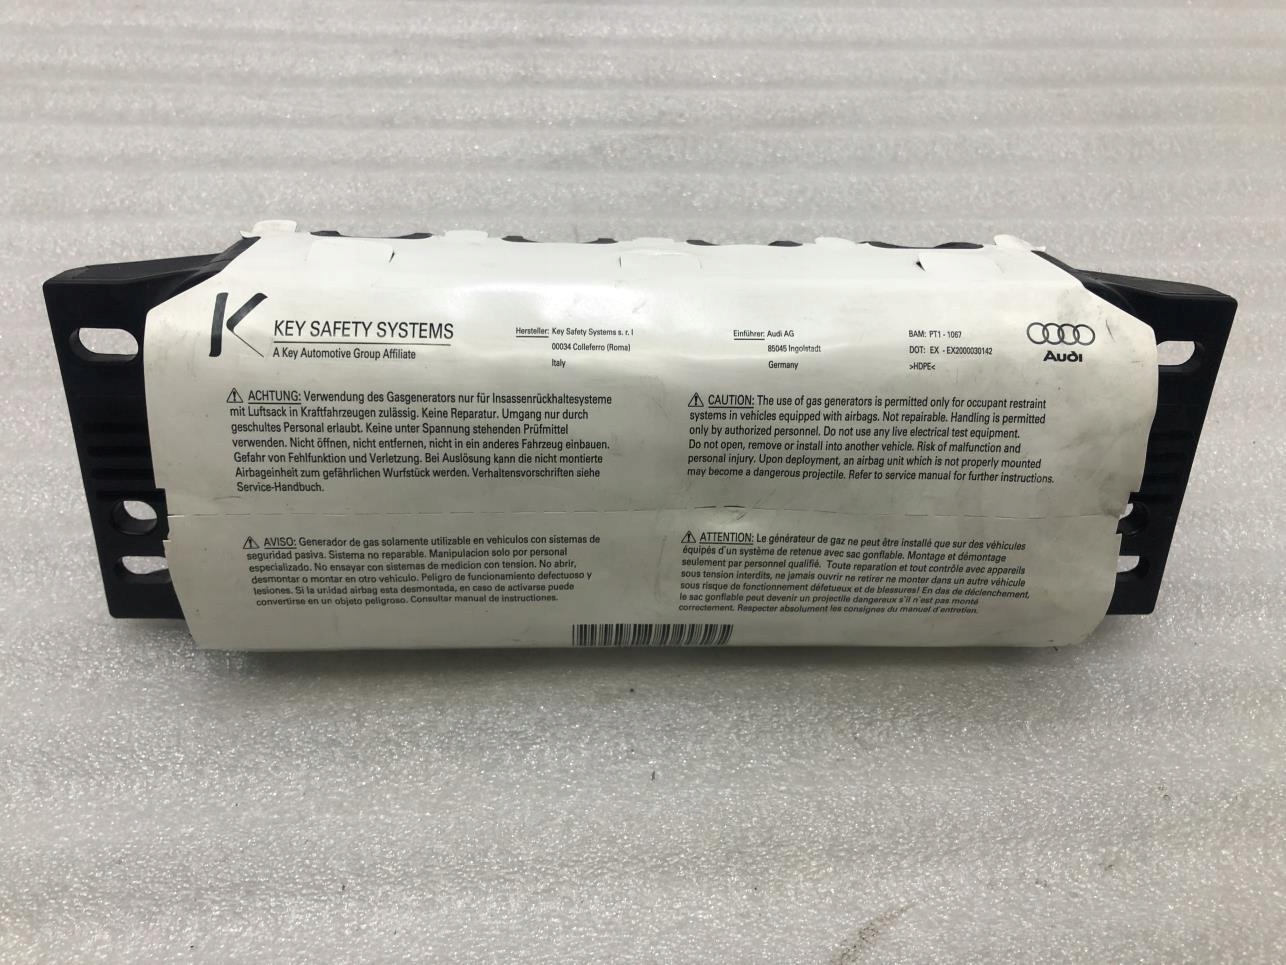 K
KEY SAFETY SYSTEMS
A Key Automotive Group Affiliate
Hersteller: Key Safety Systems s. r. l
00034 Colleferro (Roma)
Italy
Einführer: Audi AG
85045 Ingolstadt
Germany
BAM: PT1 - 1067
DOT: EX - EX2000030142
>HDPE<
Audi
ACHTUNG: Verwendung des Gasgenerators nur für Insassenrückhaltesysteme
mit Luftsack in Kraftfahrzeugen zulässig. Keine Reparatur. Umgang nur durch
geschultes Personal erlaubt. Keine unter Spannung stehenden Prüfmittel
verwenden. Nicht öffnen, nicht entfernen, nicht in ein anderes Fahrzeug einbauen.
Gefahr von Fehlfunktion und Verletzung. Bei Auslösung kann die nicht montierte
Airbageinheit zum gefährlichen Wurfstück werden. Verhaltensvorschriften siehe
Service-Handbuch.
CAUTION: The use of gas generators is permitted only for occupant restraint
systems in vehicles equipped with airbags. Not repairable. Handling is permitted
only by authorized personnel. Do not use any live electrical test equipment.
Do not open, remove or install into another vehicle. Risk of malfunction and
personal injury. Upon deployment, an airbag unit which is not properly mounted
may become a dangerous projectile. Refer to service manual for further instructions.
AVISO: Generador de gas solamente utilizable en vehiculos con sistemas de
seguridad pasiva. Sistema no reparable. Manipulacion solo por personal
especializado. No ensayar con sistemas de medicion con tension. No abrir,
desmontar o montar en otro vehiculo. Peligro de funcionamiento defectuoso y
lesiones. Si la unidad airbag esta desmontada, en caso de activarse puede
convertirse en un objeto peligroso. Consultar manual de instrucciones.
ATTENTION: Le générateur de gaz ne peut être installé que sur des véhicules
équipés d'un système de retenue avec sac gonflable. Montage et démontage
seulement par personnel qualifié. Toute reparation et tout contrôle avec appareils
sous tension interdits, ne jamais ouvrir ne retirer ne monter dans un autre véhicule
sous risque de fonctionnement défetueux et de blessures! En das de déclenchement,
le sac gonflable peut devenir un projectile dangereux s'il n'est pas monté
correctement. Respecter absolument les consignes du manuel d'entretien.